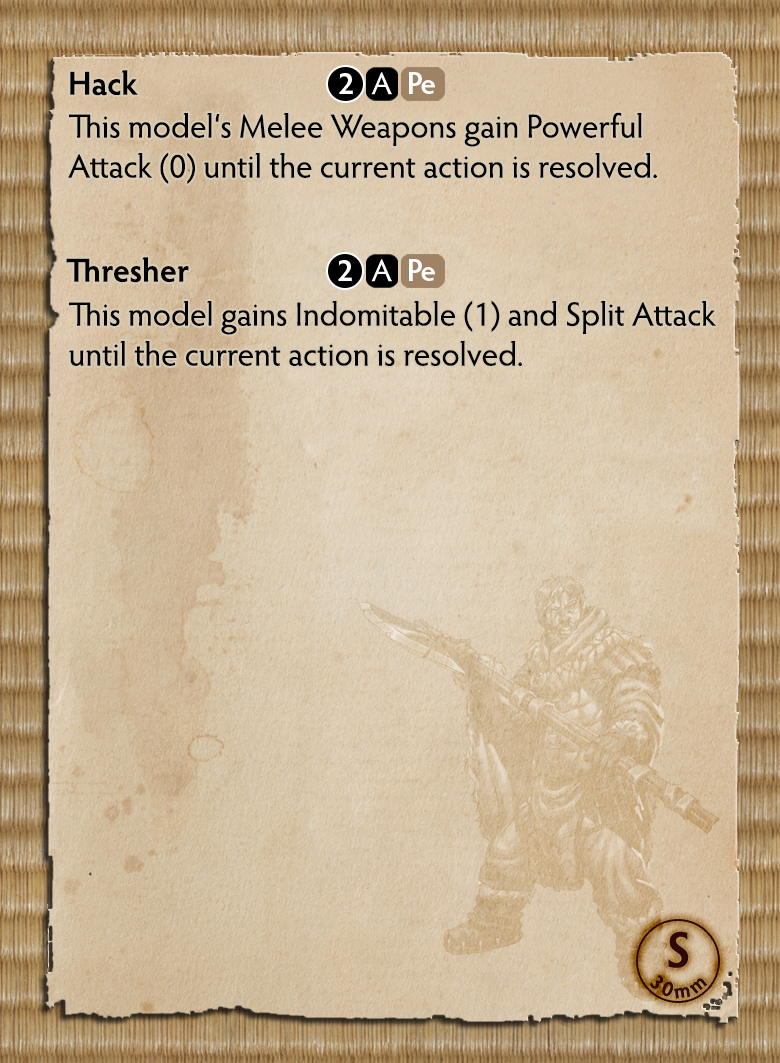 Hack 2 A Pe
This model‘s Melee Weapons gain Powerful
Attack (0) until the current action is resolved.
Thresher 2 A Pe
This model gains Indomitable (1) and Split Attack
until the current action is resolved.
S
30mm